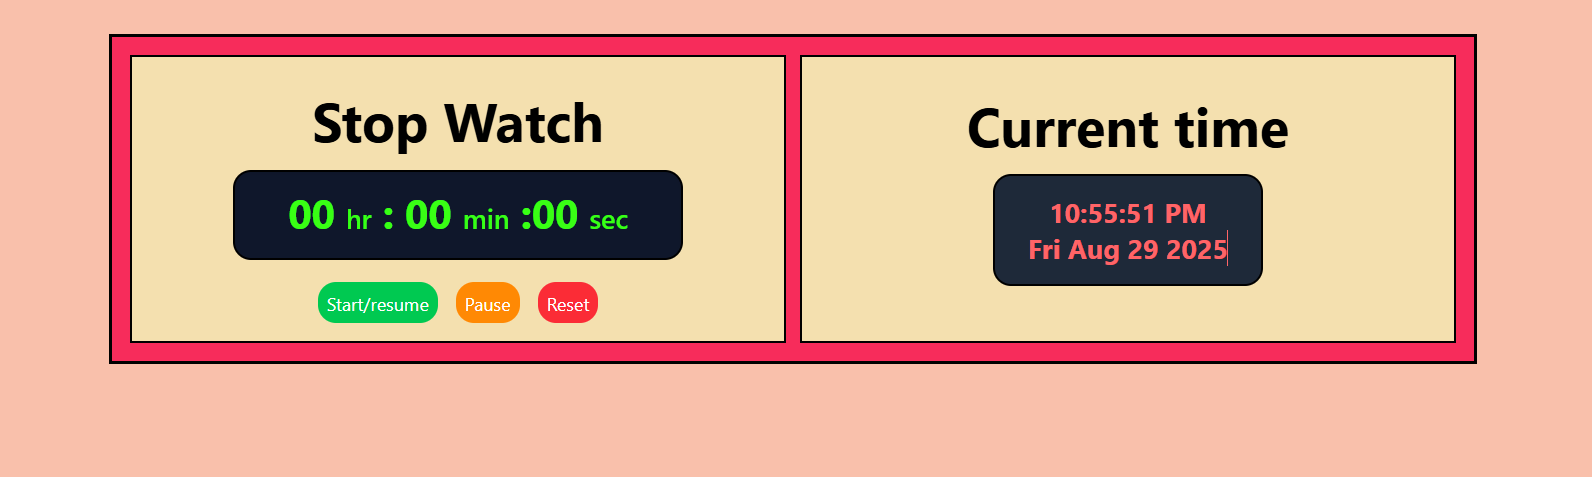 Stop Watch
00 hr : 00 min :00 sec
Start/resume Pause Reset
Current time
10:55:51 PM
Fri Aug 29 2025